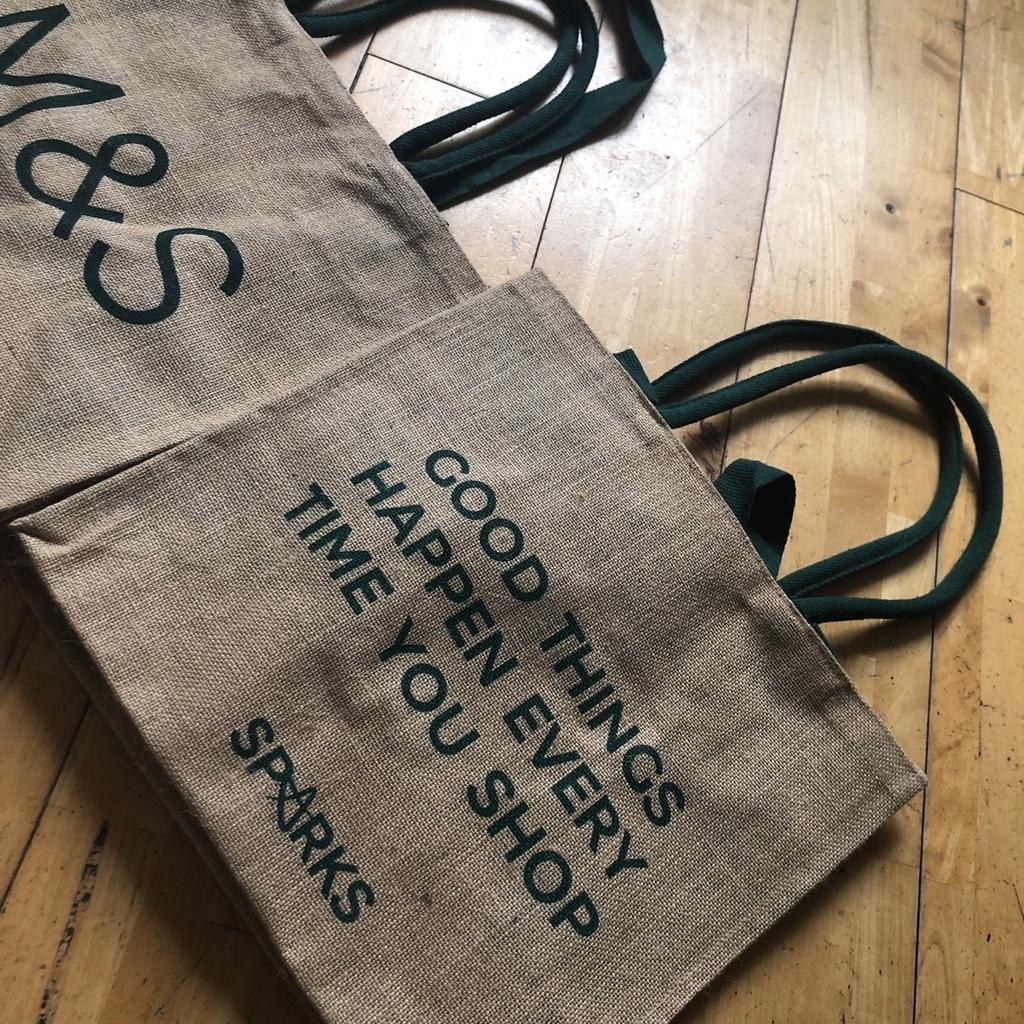 M&S
GOOD THINGS
HAPPEN EVERY
TIME YOU SHOP
SPARKS